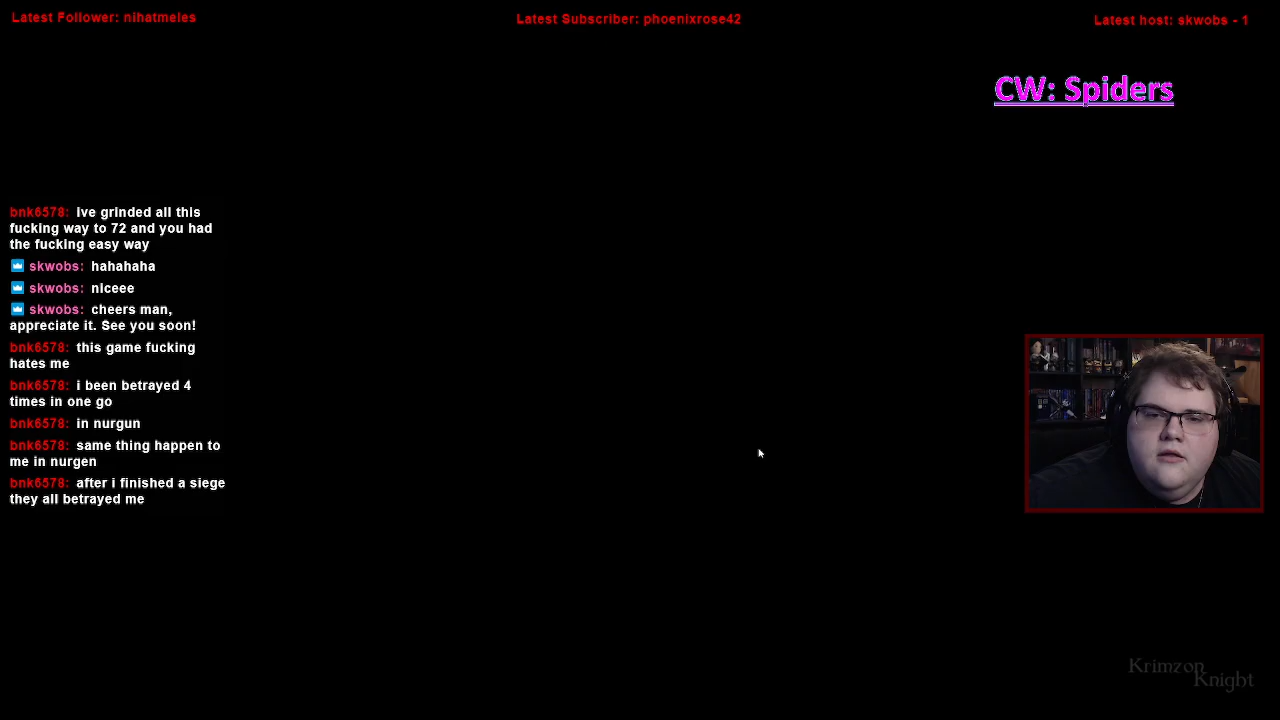 Latest Follower: nihatmeles
Latest Subscriber: phoenixrose42
Latest host: skwobs - 1
CW: Spiders
bnk6578: Ive grinded all this
fucking way to 72 and you had
the fucking easy way
skwobs: hahahaha
skwobs: niceee
skwobs: cheers man,
appreciate it. See you soon!
bnk6578: this game fucking
hates me
bnk6578: i been betrayed 4
times in one go
bnk6578: in nurgun
bnk6578: same thing happen to
me in nurgen
bnk6578: after i finished a siege
they all betrayed me
Krimzon
Knight